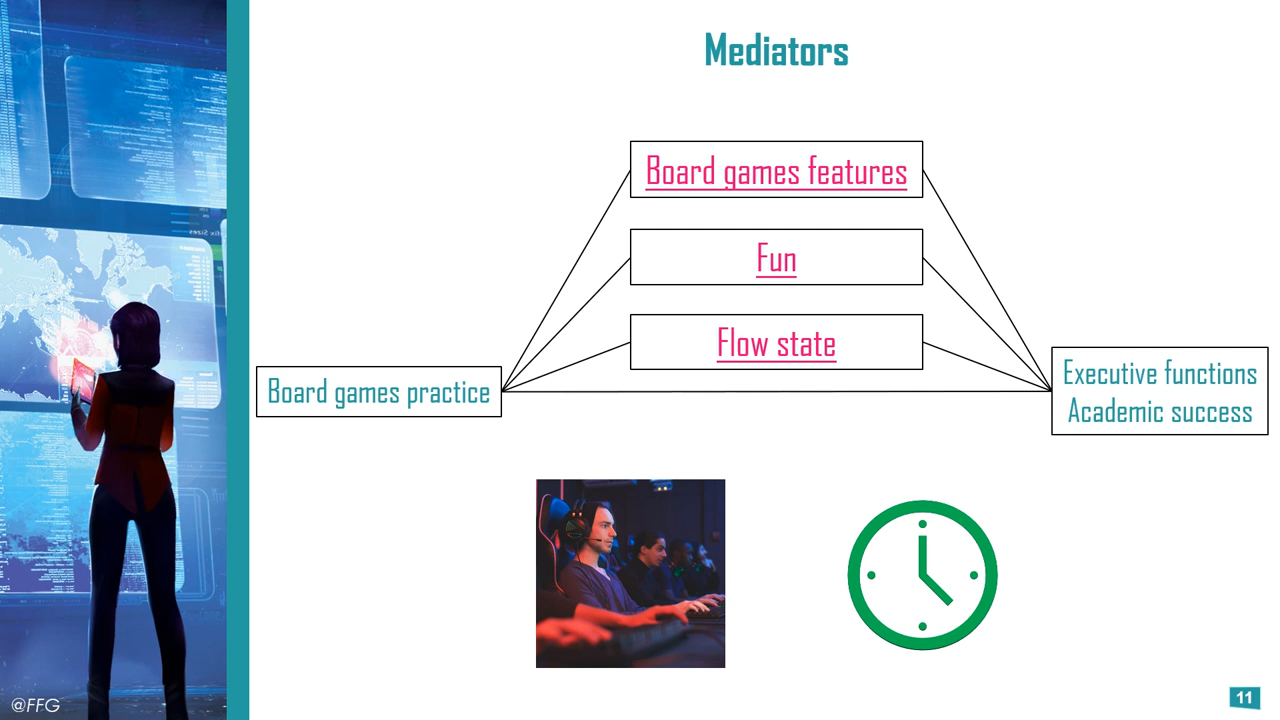 Mediators
Board games features
Fun
Flow state
Board games practice
Executive functions
Academic success
@FFG
11